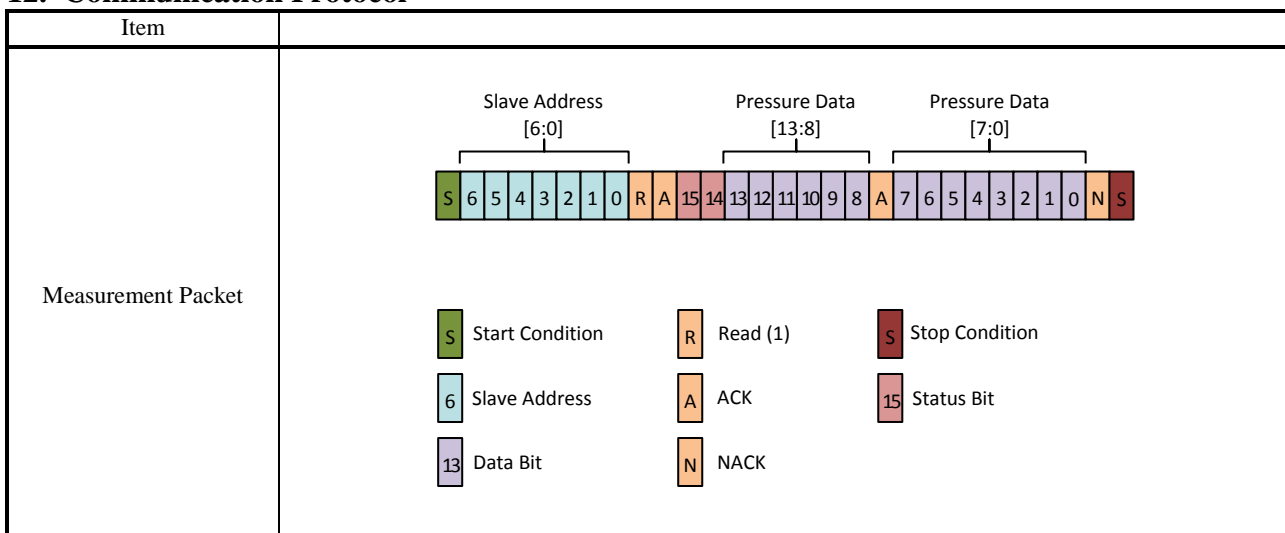 12. Communication Protocol
Item
Slave Address
[6:0]
Pressure Data
[13:8]
Pressure Data
[7:0]
S 6 5 4 3 2 1 0 R A 15 14 13 12 11 10 9 8 A 7 6 5 4 3 2 1 0 N S
Measurement Packet
S Start Condition
R Read (1)
S Stop Condition
6 Slave Address
A ACK
15 Status Bit
13 Data Bit
N NACK